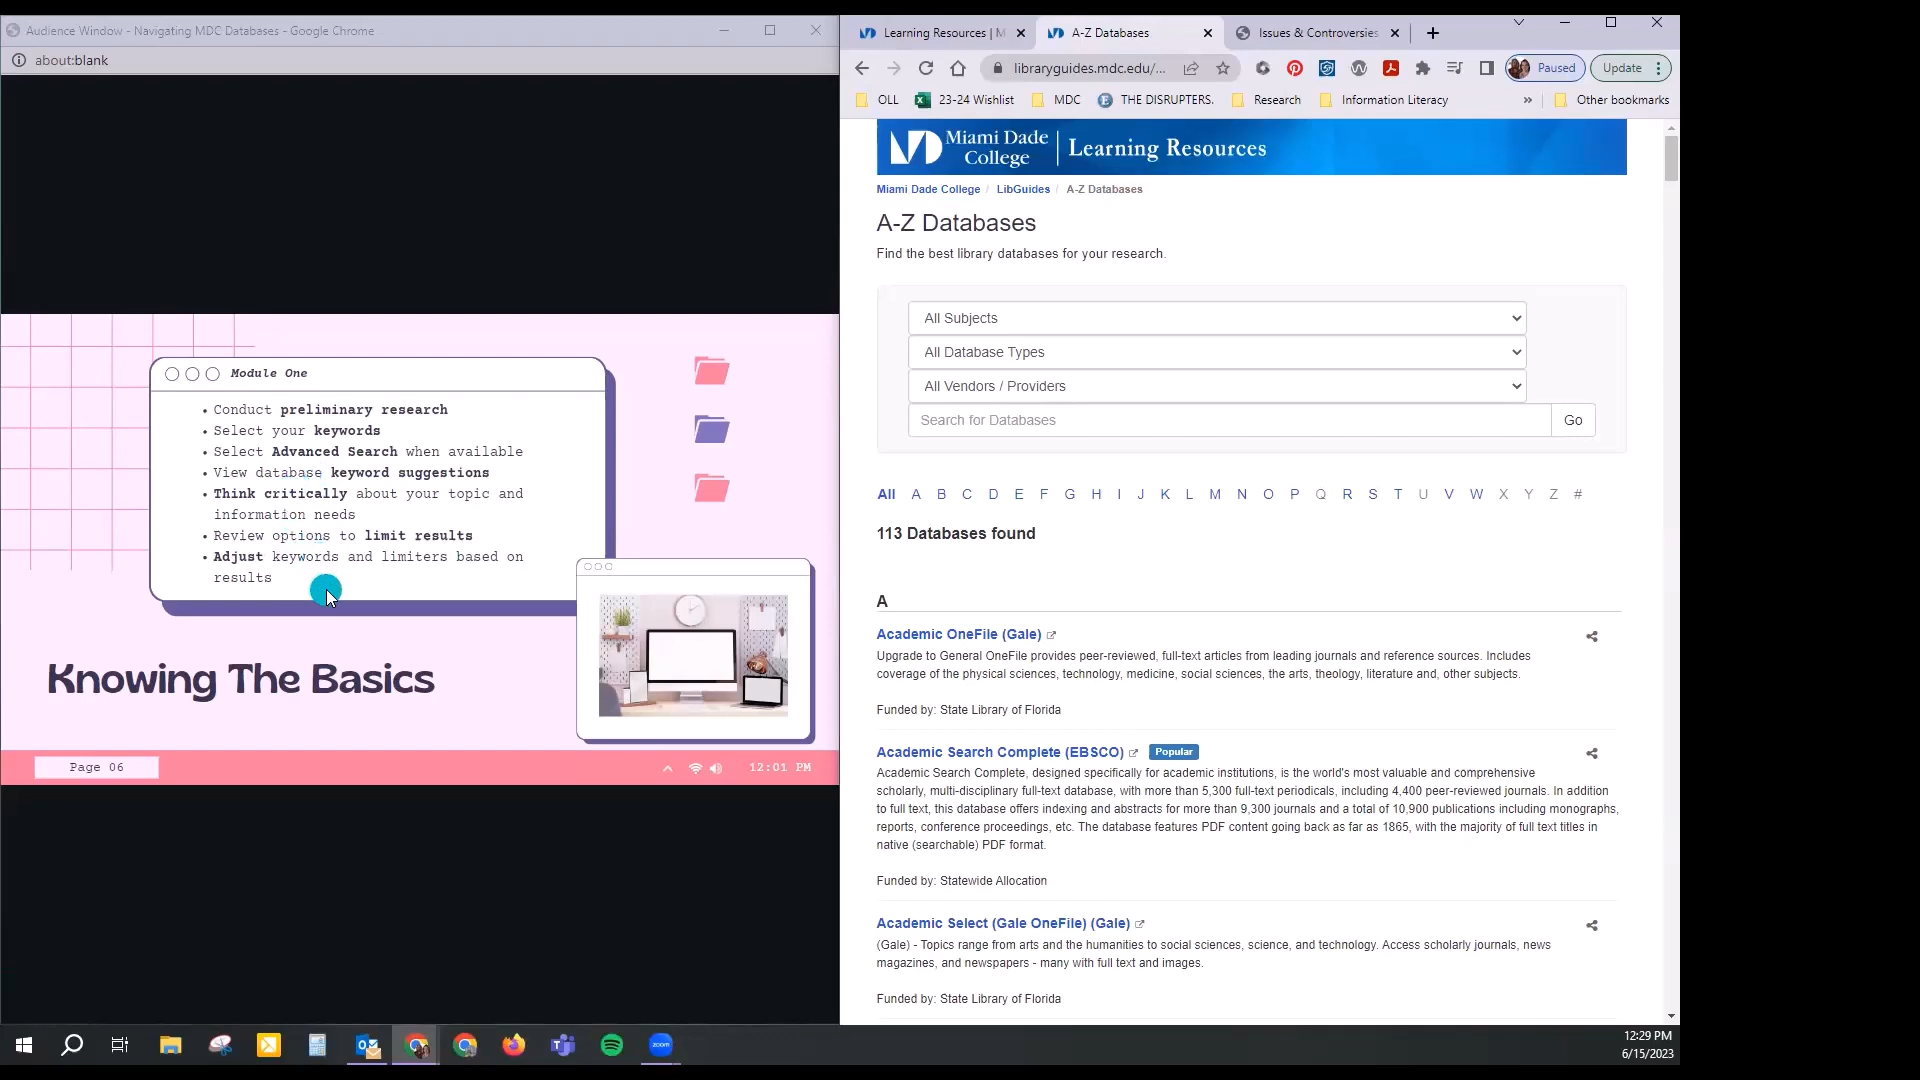 Audience Window - Navigating MDC Databases - Google Chrome
about:blank
Module One
• Conduct preliminary research
• Select your keywords
• Select Advanced Search when available
• View database keyword suggestions
• Think critically about your topic and
information needs
• Review options to limit results
• Adjust keywords and limiters based on
results
Knowing The Basics
Page 06
12:01 PM
Learning Resources | M
A-Z Databases
Issues & Controversies
libraryguides.mdc.edu/...
Paused
Update
OLL
23-24 Wishlist
MDC
THE DISRUPTERS.
Research
Information Literacy
»
Other bookmarks
Miami Dade
College
Learning Resources
Miami Dade College / LibGuides / A-Z Databases
A-Z Databases
Find the best library databases for your research.
All Subjects
All Database Types
All Vendors / Providers
Search for Databases
Go
All A B C D E F G H I J K L M N O P Q R S T U V W X Y Z #
113 Databases found
A
Academic OneFile (Gale)
Upgrade to General OneFile provides peer-reviewed, full-text articles from leading journals and reference sources. Includes
coverage of the physical sciences, technology, medicine, social sciences, the arts, theology, literature and, other subjects.
Funded by: State Library of Florida
Academic Search Complete (EBSCO) Popular
Academic Search Complete, designed specifically for academic institutions, is the world's most valuable and comprehensive
scholarly, multi-disciplinary full-text database, with more than 5,300 full-text periodicals, including 4,400 peer-reviewed journals. In addition
to full text, this database offers indexing and abstracts for more than 9,300 journals and a total of 10,900 publications including monographs,
reports, conference proceedings, etc. The database features PDF content going back as far as 1865, with the majority of full text titles in
native (searchable) PDF format.
Funded by: Statewide Allocation
Academic Select (Gale OneFile) (Gale)
(Gale) - Topics range from arts and the humanities to social sciences, science, and technology. Access scholarly journals, news
magazines, and newspapers - many with full text and images.
Funded by: State Library of Florida
zoom
12:29 PM
6/15/2023